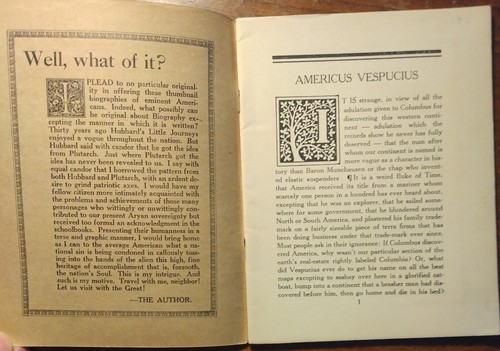 Well, what of it?
I PLEAD to no particular original-
ity in offering these thumbnail
biographies of eminent Ameri-
cans. Indeed, what possibly can
be original about Biography ex-
cepting the manner in which it is written?
Thirty years ago Hubbard's Little Journeys
enjoyed a vogue throughout the nation. But
Hubbard said with candor that he got the idea
from Plutarch. Just where Plutarch got the
idea has never been revealed to us. I say with
equal candor that I borrowed the pattern from
both Hubbard and Plutarch, with an ardent de-
sire to grind patriotic axes. I would have my
fellow citizen more intimately acquainted with
the problems and achievements of those many
personages who wittingly or unwittingly con-
tributed to our present Aryan sovereignty but
received too formal an acknowledgment in the
schoolbooks. Presenting their humanness in a
terse and graphic manner, I would bring home
as I can to the average American what a na-
tional sin is being condoned in callously toss-
ing into the hands of the alien this high, fine
heritage of accomplishment that is, forsooth,
the nation's Soul. This is my intrigue. And
such is my motive. Travel with me, neighbor!
Let us visit with the Great!
—THE AUTHOR.
AMERICUS VESPUCIUS
IT IS strange, in view of all the
adulation given to Columbus for
discovering this western conti-
nent — adulation which the
records show he never has fully
deserved — that the man after
whom our continent is named is
more vague as a character in his-
tory than Baron Munchausen or the chap who invent-
ed elastic suspenders ¶ It is a weird fluke of Time,
that America received its title from a mariner whom
scarcely one person in a hundred has ever heard about,
excepting that he was an explorer, that he sailed some-
where for some government, that he blundered around
North or South America, and plastered his family trade-
mark on a fairly sizeable piece of terra firma that has
been doing business under that trade-mark ever since.
Most people ask in their ignorance: If Columbus discov-
ered America, why wasn't our particular section of the
earth's real-estate rightly labeled Columbia? Or, what
did Vespucius ever do to get his name on all the best
maps excepting to sashay over here in a glorified cat-
boat, bump into a continent that a brasher man had dis-
covered before him, then go home and die in his bed?
1